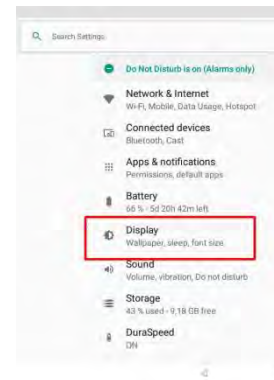 Search Settings
Do Not Disturb is on (Alarms only)
Network & Internet
Wi-Fi, Mobile, Data Usage, Hotspot
Connected devices
Bluetooth, Cast
Apps & notifications
Permissions, default apps
Battery
66 % - 5d 20h 42m left
Display
Wallpaper, sleep, font size
Sound
Volume, vibration, Do not disturb
Storage
43 % used - 9,18 GB free
DuraSpeed
ON